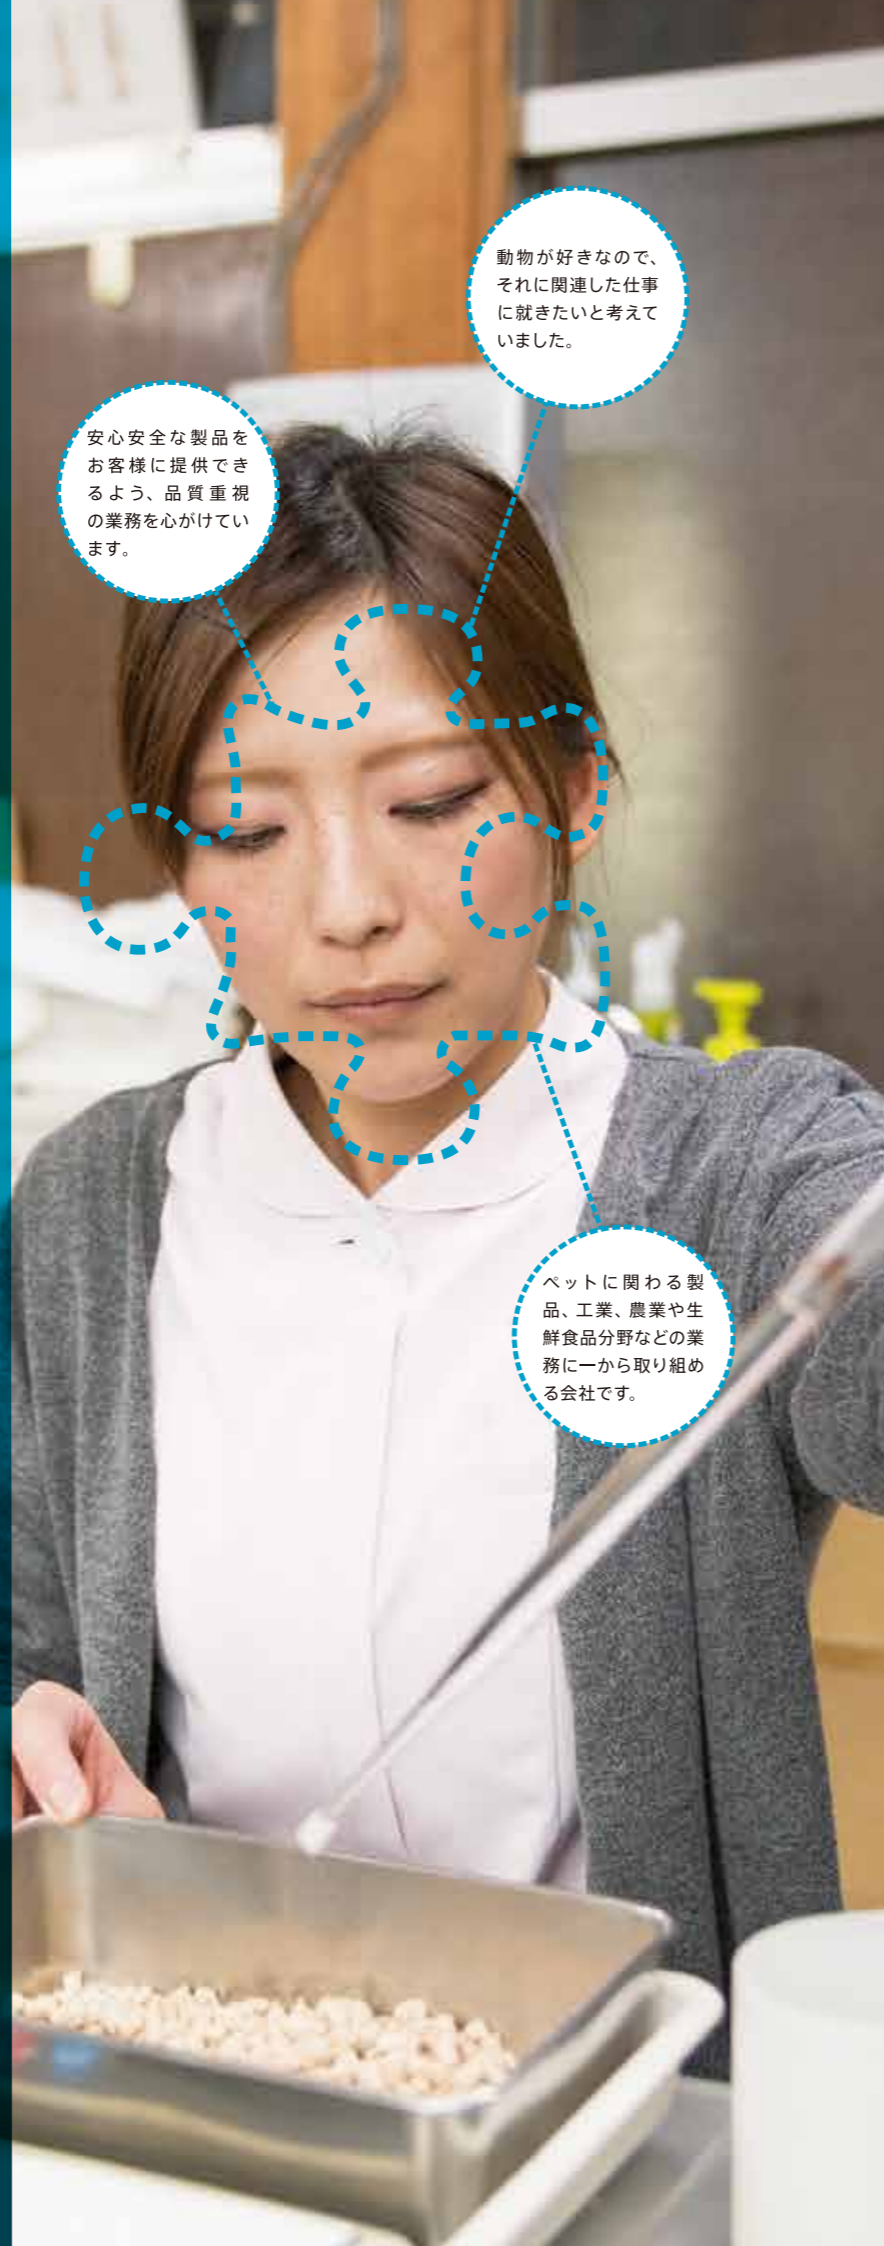 動物が好きなので、
それに関連した仕事
に就きたいと考えて
いました。
安心安全な製品を
お客様に提供でき
るよう、品質重視
の業務を心がけてい
ます。
ペットに関わる製
品、工業、農業や生
鮮食品分野などの業
務に一から取り組め
る会社です。